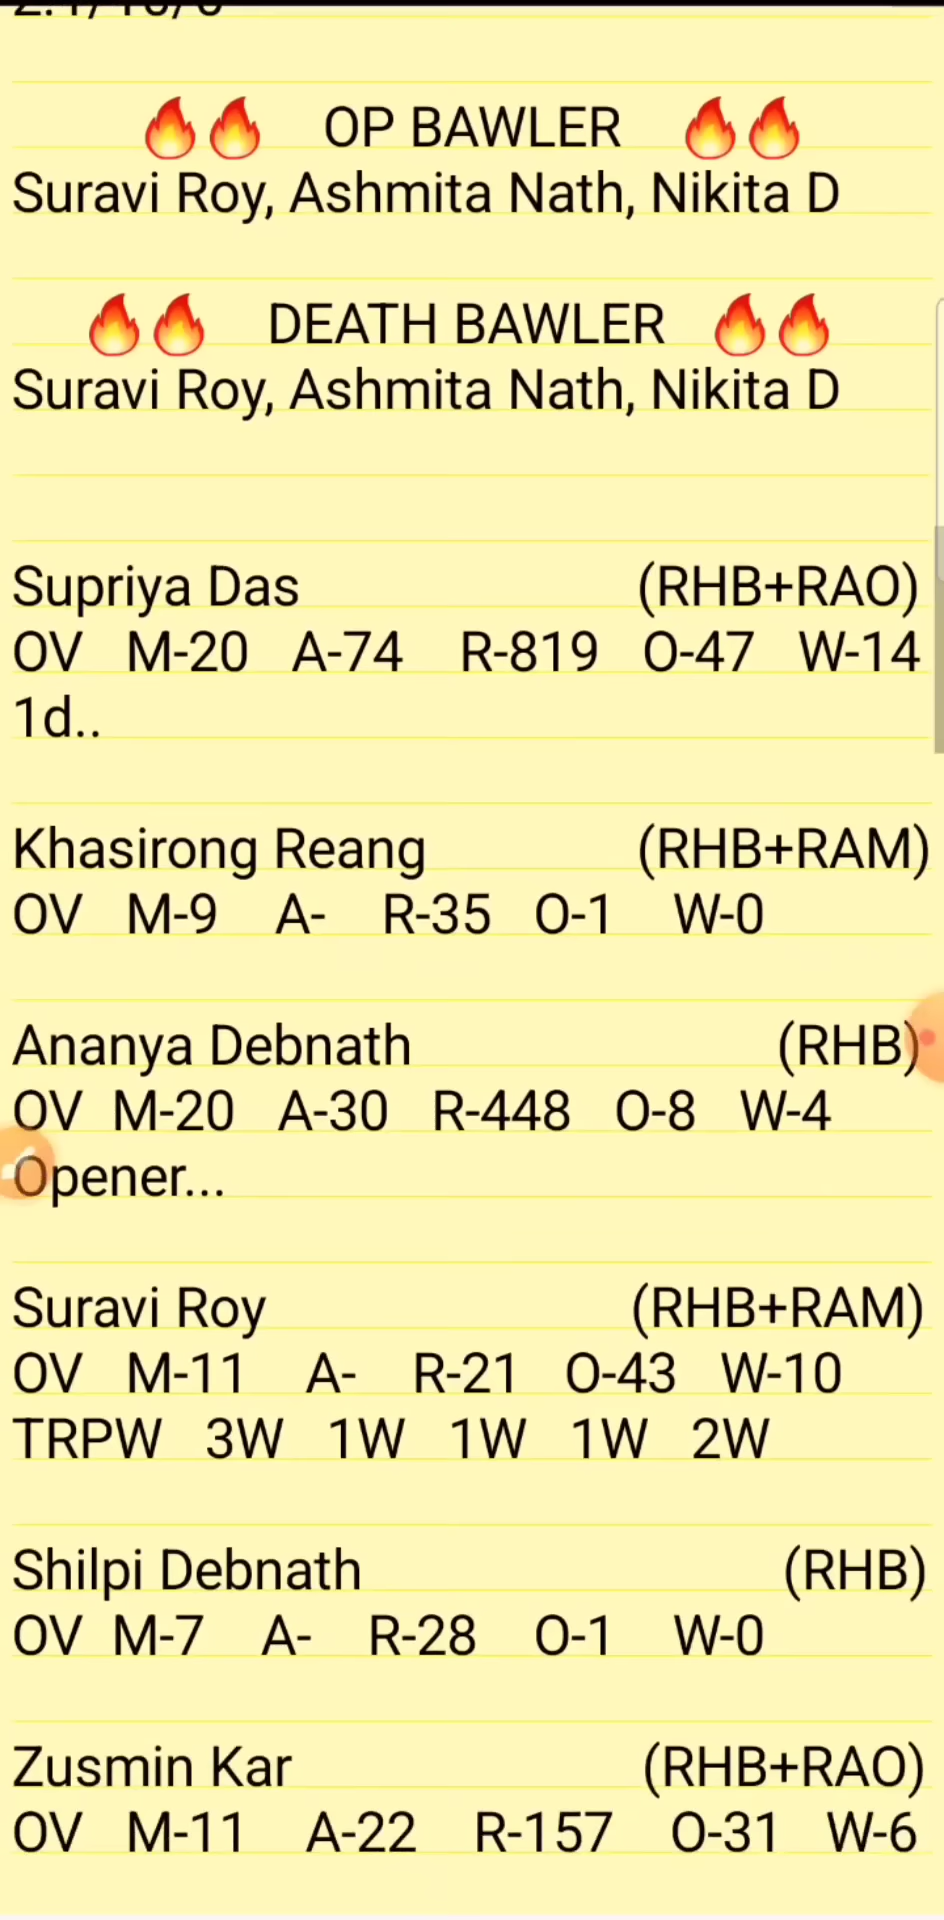 🔥🔥 OP BAWLER 🔥🔥
Suravi Roy, Ashmita Nath, Nikita D
🔥🔥 DEATH BAWLER 🔥🔥
Suravi Roy, Ashmita Nath, Nikita D
Supriya Das (RHB+RAO)
OV M-20 A-74 R-819 O-47 W-14
1d..
Khasirong Reang (RHB+RAM)
OV M-9 A- R-35 O-1 W-0
Ananya Debnath (RHB)
OV M-20 A-30 R-448 O-8 W-4
Opener...
Suravi Roy (RHB+RAM)
OV M-11 A- R-21 O-43 W-10
TRPW 3W 1W 1W 1W 2W
Shilpi Debnath (RHB)
OV M-7 A- R-28 O-1 W-0
Zusmin Kar (RHB+RAO)
OV M-11 A-22 R-157 O-31 W-6